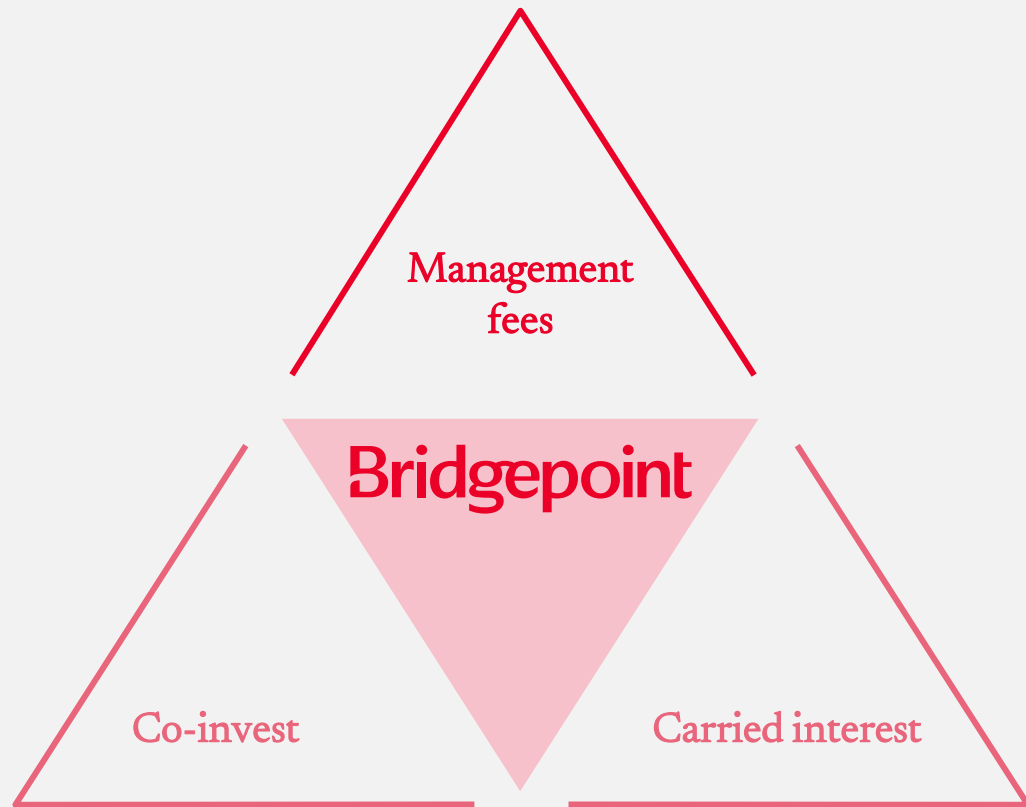 Management
fees
Bridgepoint
Co-invest
Carried interest